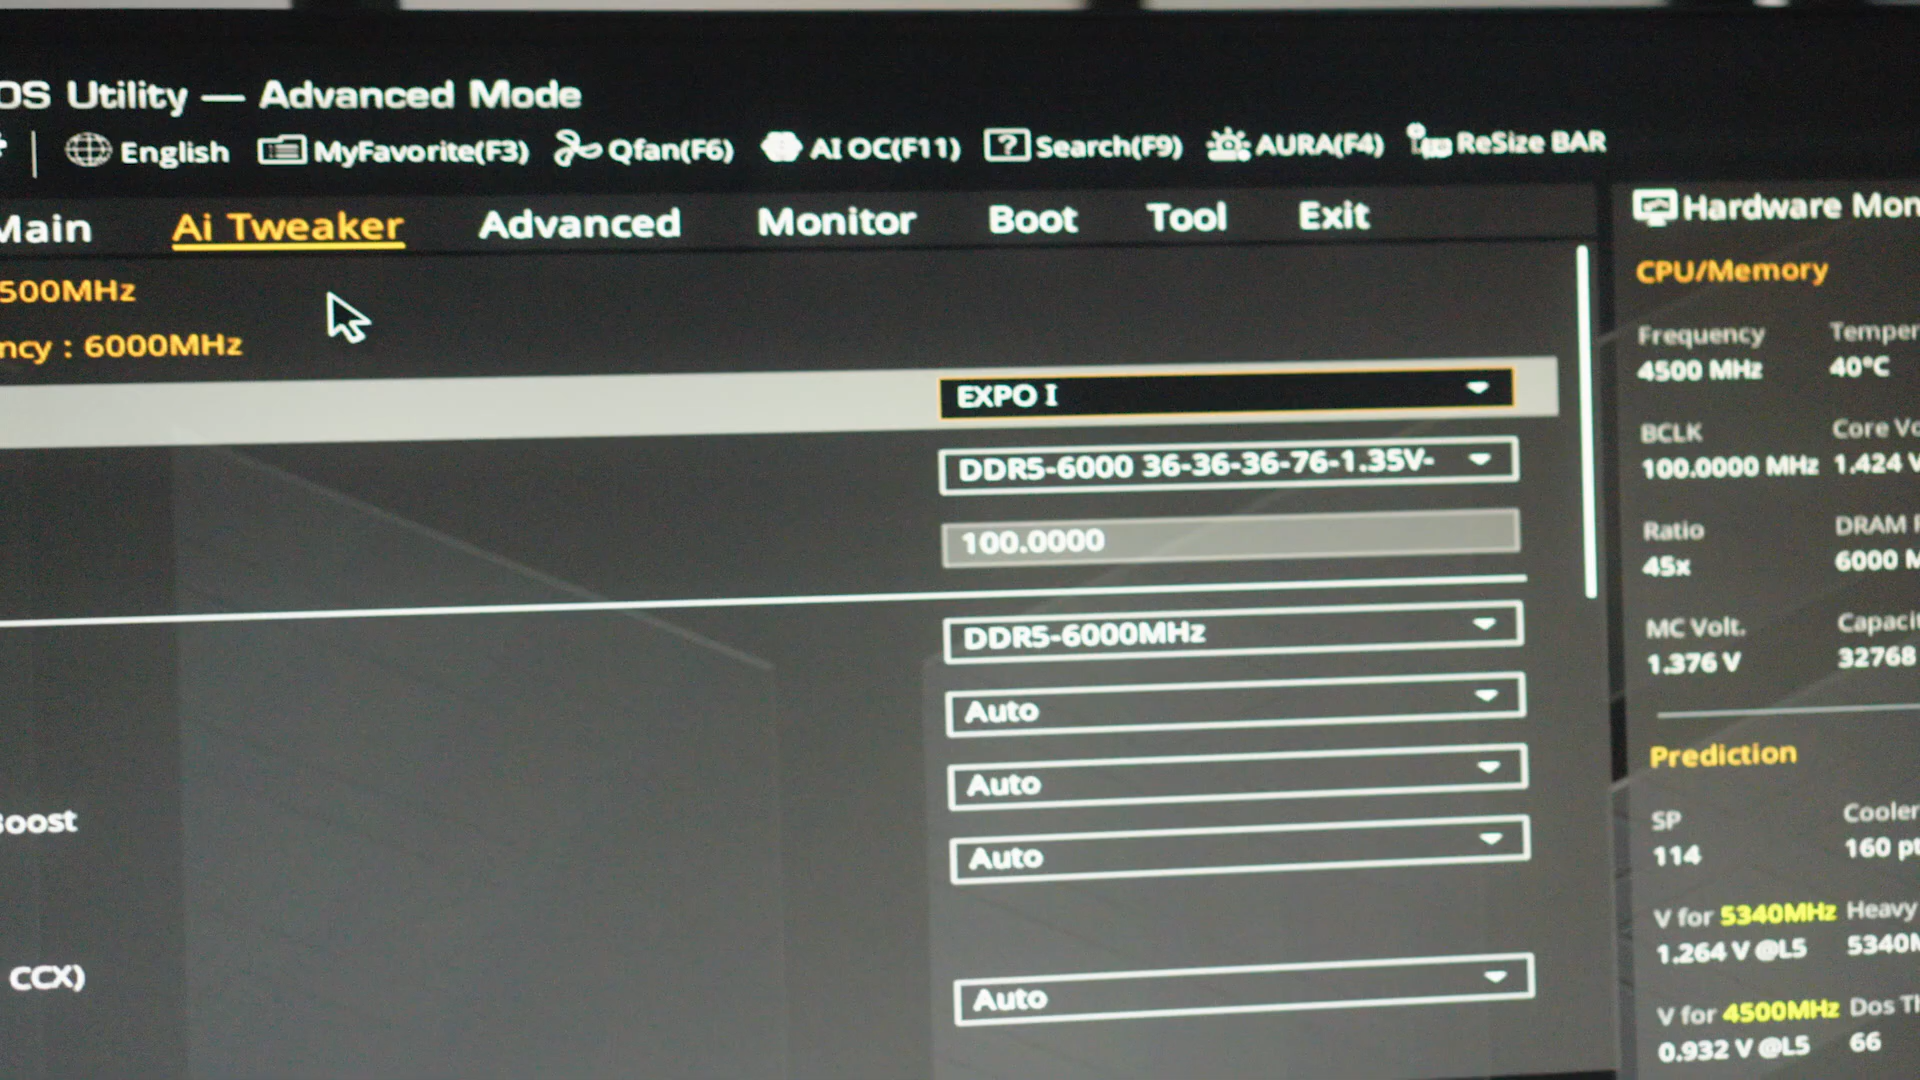 OS Utility — Advanced Mode
English MyFavorite(F3) Qfan(F6) AI OC(F11) Search(F9) AURA(F4) ReSize BAR
Main Ai Tweaker Advanced Monitor Boot Tool Exit
500MHz
ncy : 6000MHz
EXPO I
DDR5-6000 36-36-36-76-1.35V-
100.0000
DDR5-6000MHz
Auto
Auto
Boost
Auto
CCX)
Auto
Hardware Mon
CPU/Memory
Frequency Temper
4500 MHz 40°C
BCLK Core Vo
100.0000 MHz 1.424 V
Ratio DRAM F
45x 6000 M
MC Volt. Capacit
1.376 V 32768
Prediction
SP Cooler
114 160 pt
V for 5340MHz Heavy
1.264 V @L5 5340M
V for 4500MHz Dos Th
0.932 V @L5 66